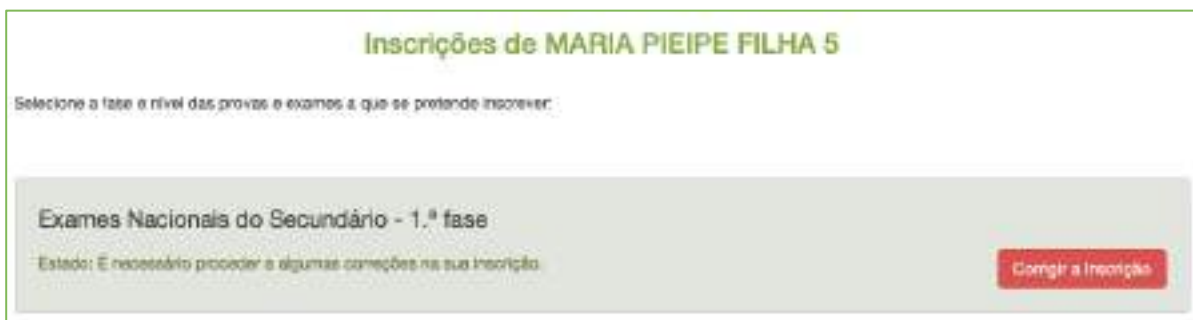 Inscrições de MARIA PIEIPE FILHA 5
Selecione a fase e nível das provas e exames a que se pretende inscrever:
Exames Nacionais do Secundário - 1.ª fase
Estado: É necessário proceder a algumas correções na sua inscrição.
Corrigir a Inscrição